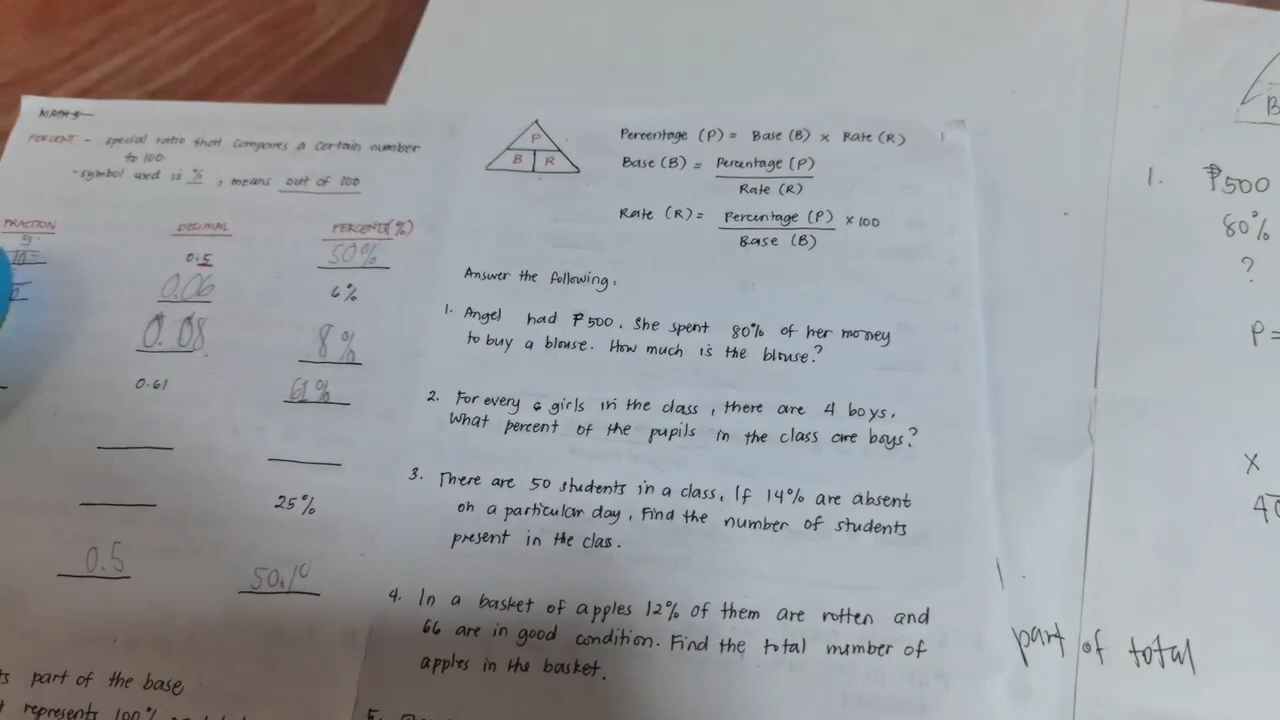 MATH 5
PERCENT - special ratio that compares a certain number
to 100
- symbol used is %, means out of 100
FRACTION DECIMAL PERCENT (%)
0.5 50%
0.06 6%
0.08 8%
0.61 61%
25%
0.5
part of the base
represents 100%
P
B R
Percentage (P) = Base (B) x Rate (R)
Base (B) = Percentage (P)
Rate (R)
Rate (R) = Percentage (P) x 100
Base (B)
Answer the following:
1. Angel had ₱500. She spent 80% of her money
to buy a blouse. How much is the blouse?
2. For every 6 girls in the class, there are 4 boys.
What percent of the pupils in the class are boys?
3. There are 50 students in a class. If 14% are absent
on a particular day, find the number of students
present in the clas.
4. In a basket of apples 12% of them are rotten and
66 are in good condition. Find the total number of
apples in the basket.
5.
B
1. ₱500
80%
?
P =
x
part of total